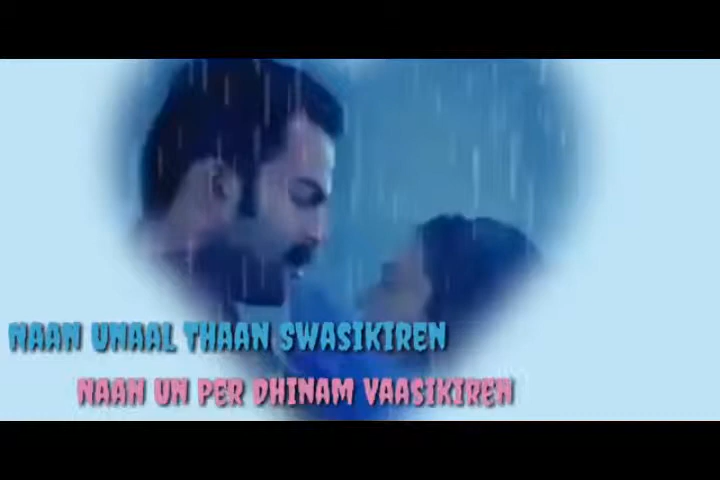 NAAN UNAAL THAAN SWASIKIREN
NAAN UN PER DHINAM VAASIKIREN